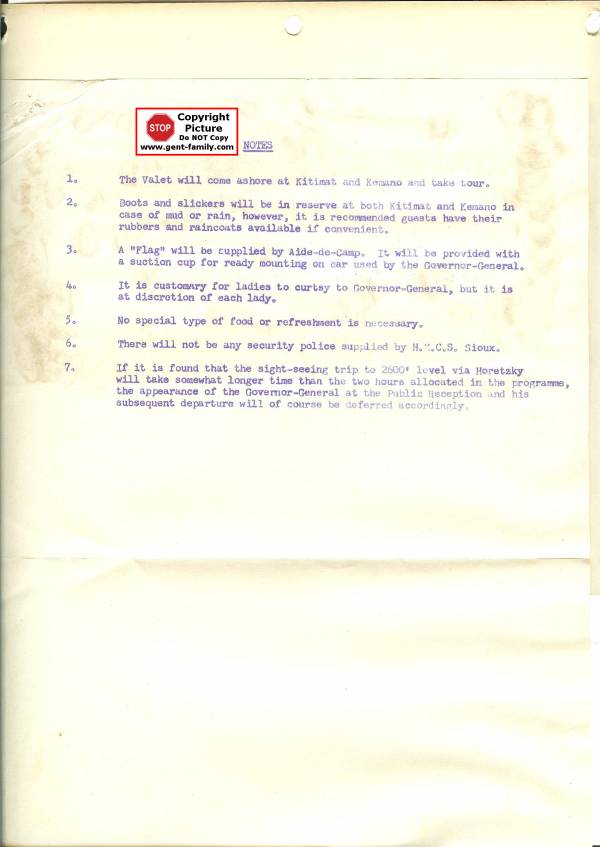 STOP
Copyright
Picture
Do NOT Copy
www.gent-family.com
NOTES
1. The Valet will come ashore at Kitimat and Kemano and take tour.
2. Boots and slickers will be in reserve at both Kitimat and Kemano in
case of mud or rain, however, it is recommended guests have their
rubbers and raincoats available if convenient.
3. A "Flag" will be supplied by Aide-de-Camp. It will be provided with
a suction cup for ready mounting on car used by the Governor-General.
4. It is customary for ladies to curtsy to Governor-General, but it is
at discretion of each lady.
5. No special type of food or refreshment is necessary.
6. There will not be any security police supplied by H.M.C.S. Sioux.
7. If it is found that the sight-seeing trip to 2600' level via Horetzky
will take somewhat longer time than the two hours allocated in the programme,
the appearance of the Governor-General at the Public Reception and his
subsequent departure will of course be deferred accordingly.